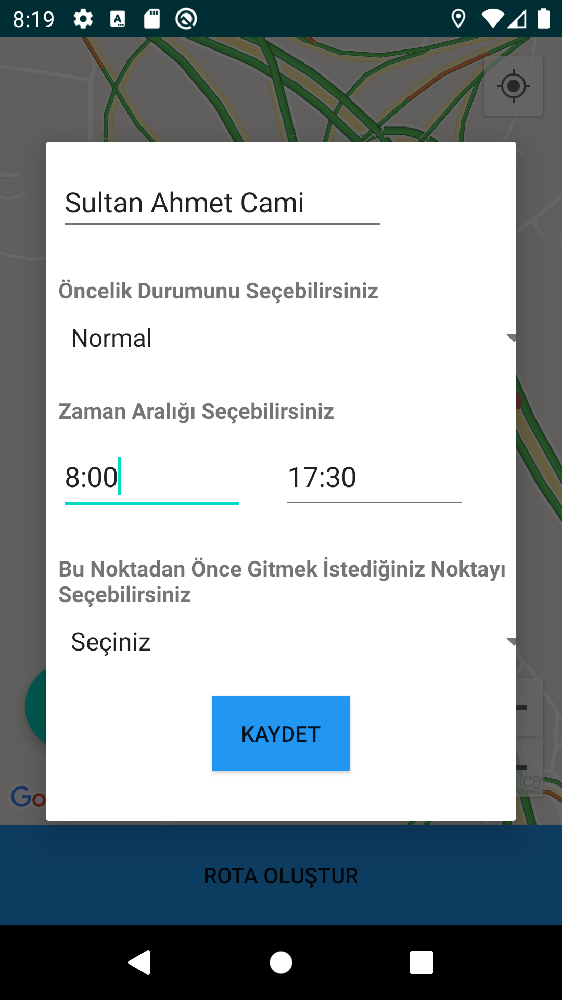 8:19
Sultan Ahmet Cami
Öncelik Durumunu Seçebilirsiniz
Normal
Zaman Aralığı Seçebilirsiniz
8:00 17:30
Bu Noktadan Önce Gitmek İstediğiniz Noktayı
Seçebilirsiniz
Seçiniz
KAYDET
Cd
Go
ROTA OLUŞTUR